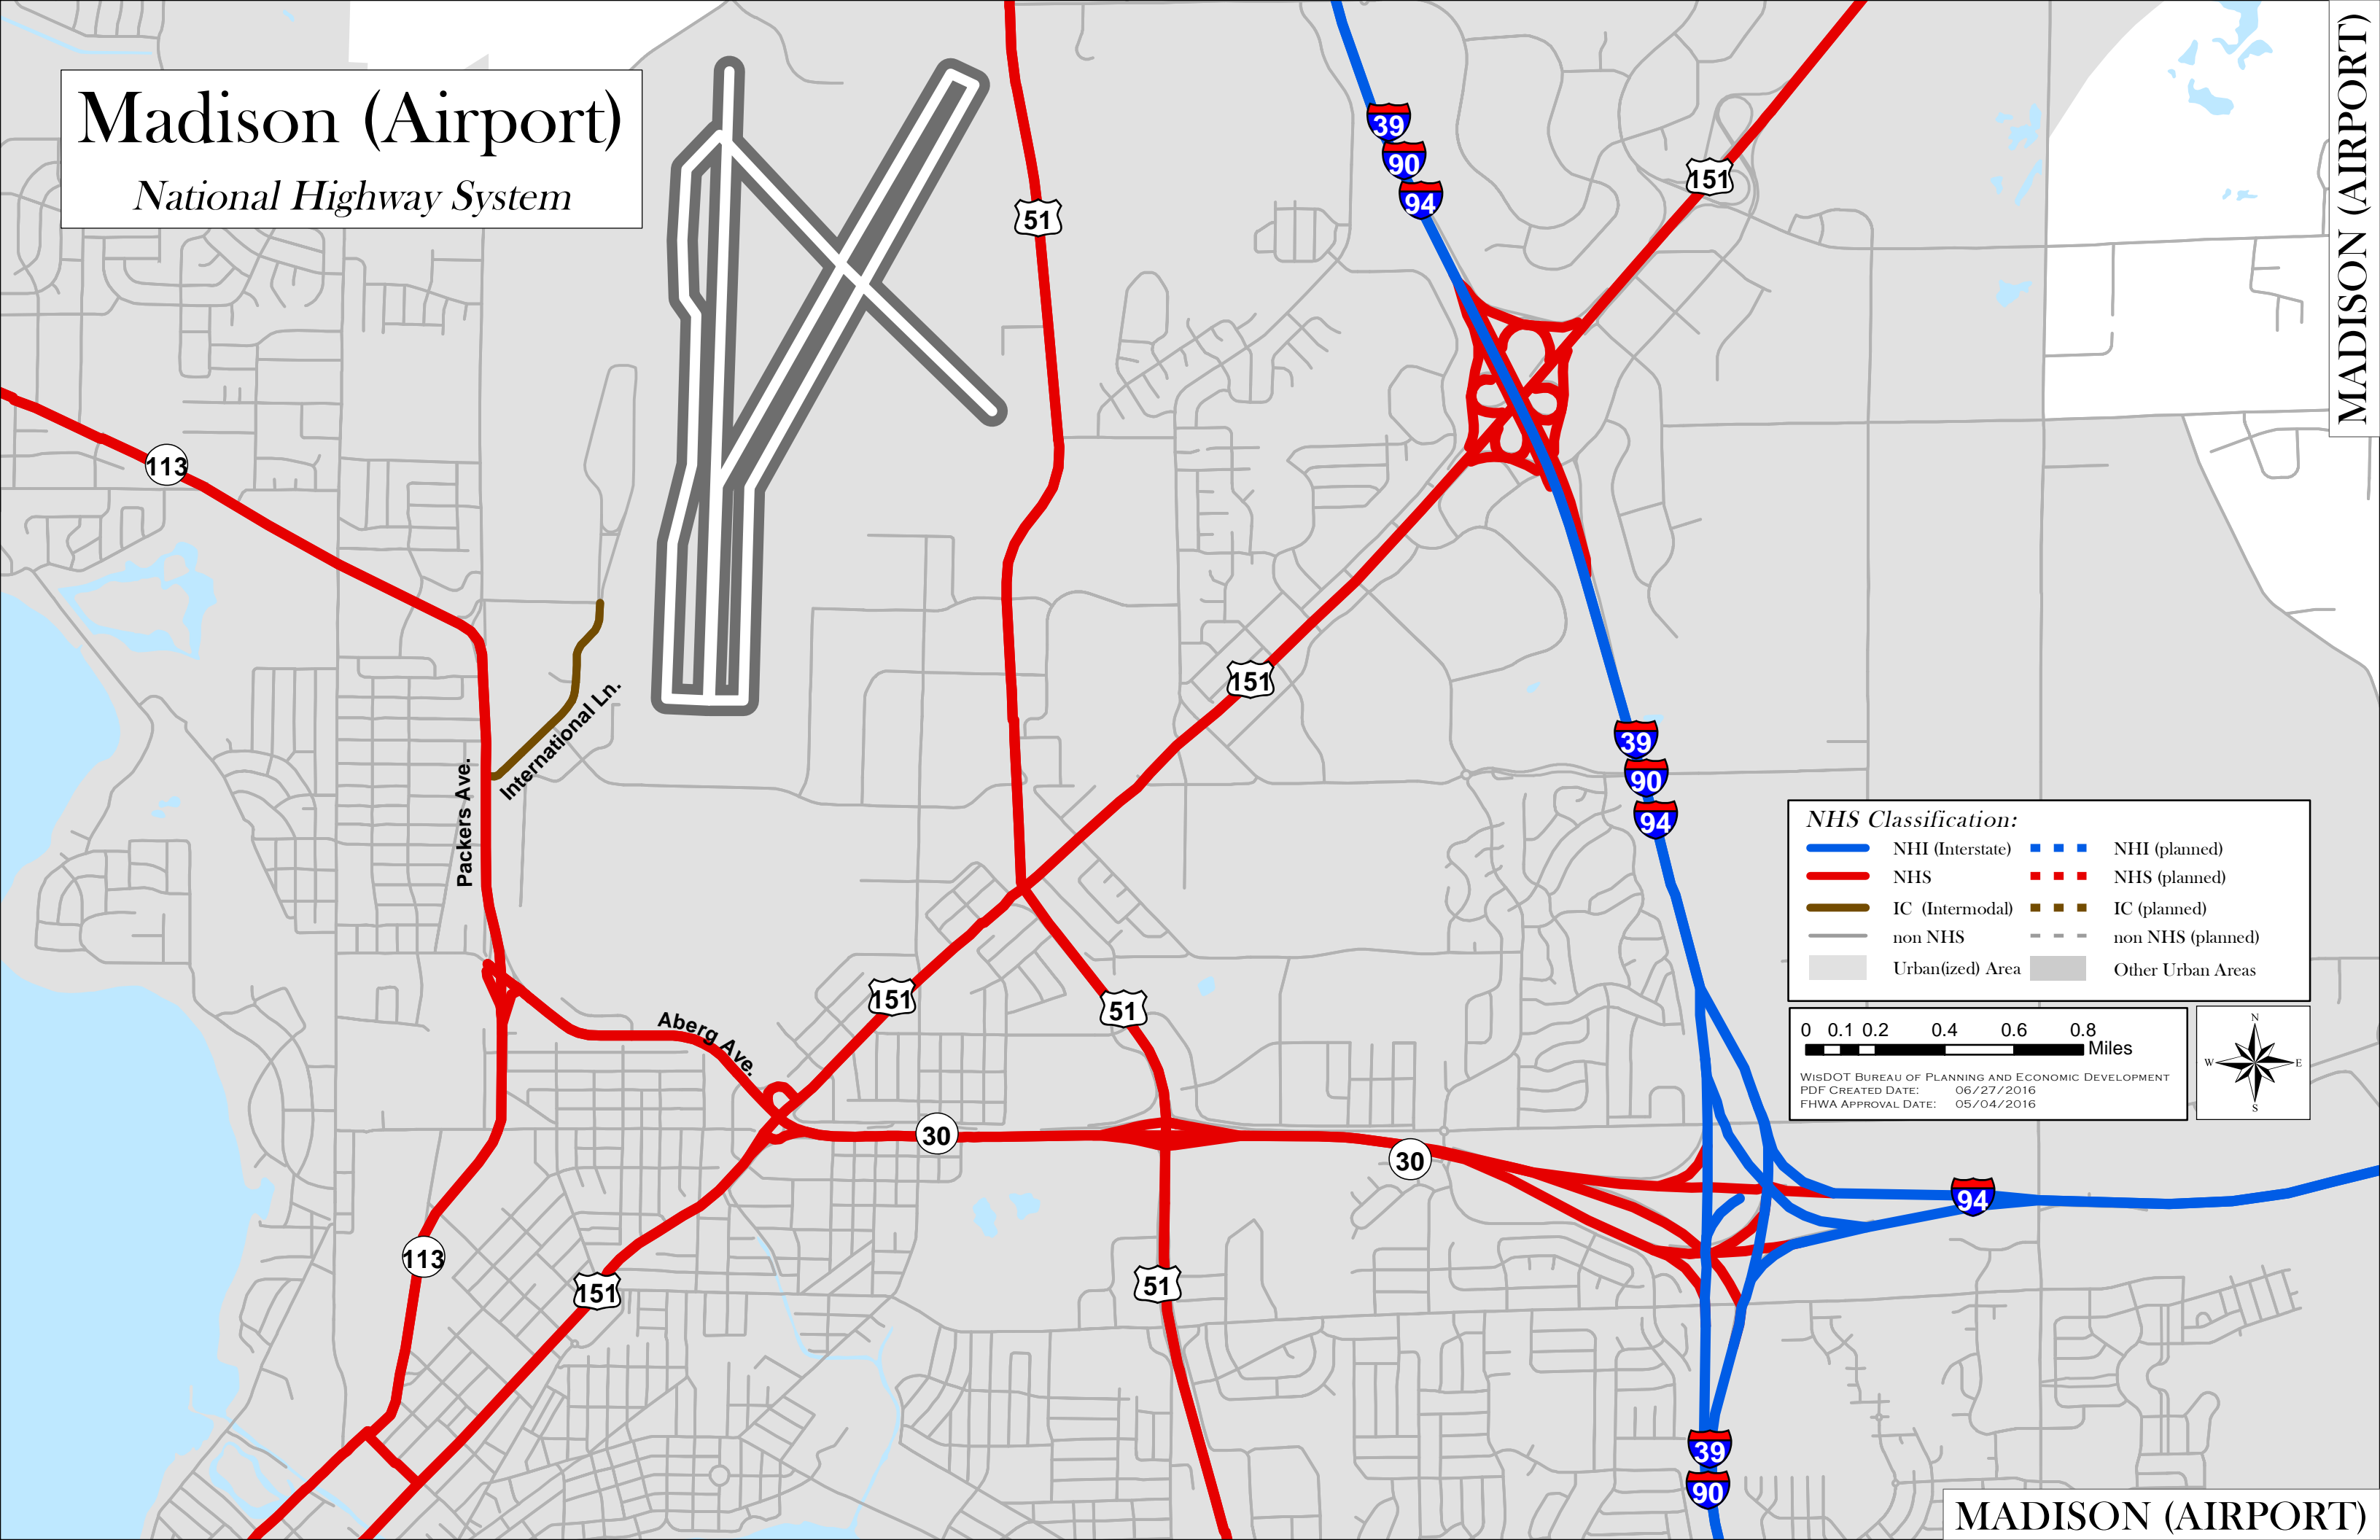 Madison (Airport)
National Highway System
MADISON (AIRPORT)
39
90
94
151
51
113
151
International Ln.
Packers Ave.
39
90
94
NHS Classification:
NHI (Interstate)
NHI (planned)
NHS
NHS (planned)
IC (Intermodal)
IC (planned)
non NHS
non NHS (planned)
Urban(ized) Area
Other Urban Areas
151
51
Aberg Ave.
0 0.1 0.2 0.4 0.6 0.8
Miles
WisDOT Bureau of Planning and Economic Development
PDF Created Date: 06/27/2016
FHWA Approval Date: 05/04/2016
N
W
E
S
30
30
94
113
151
51
39
90
MADISON (AIRPORT)